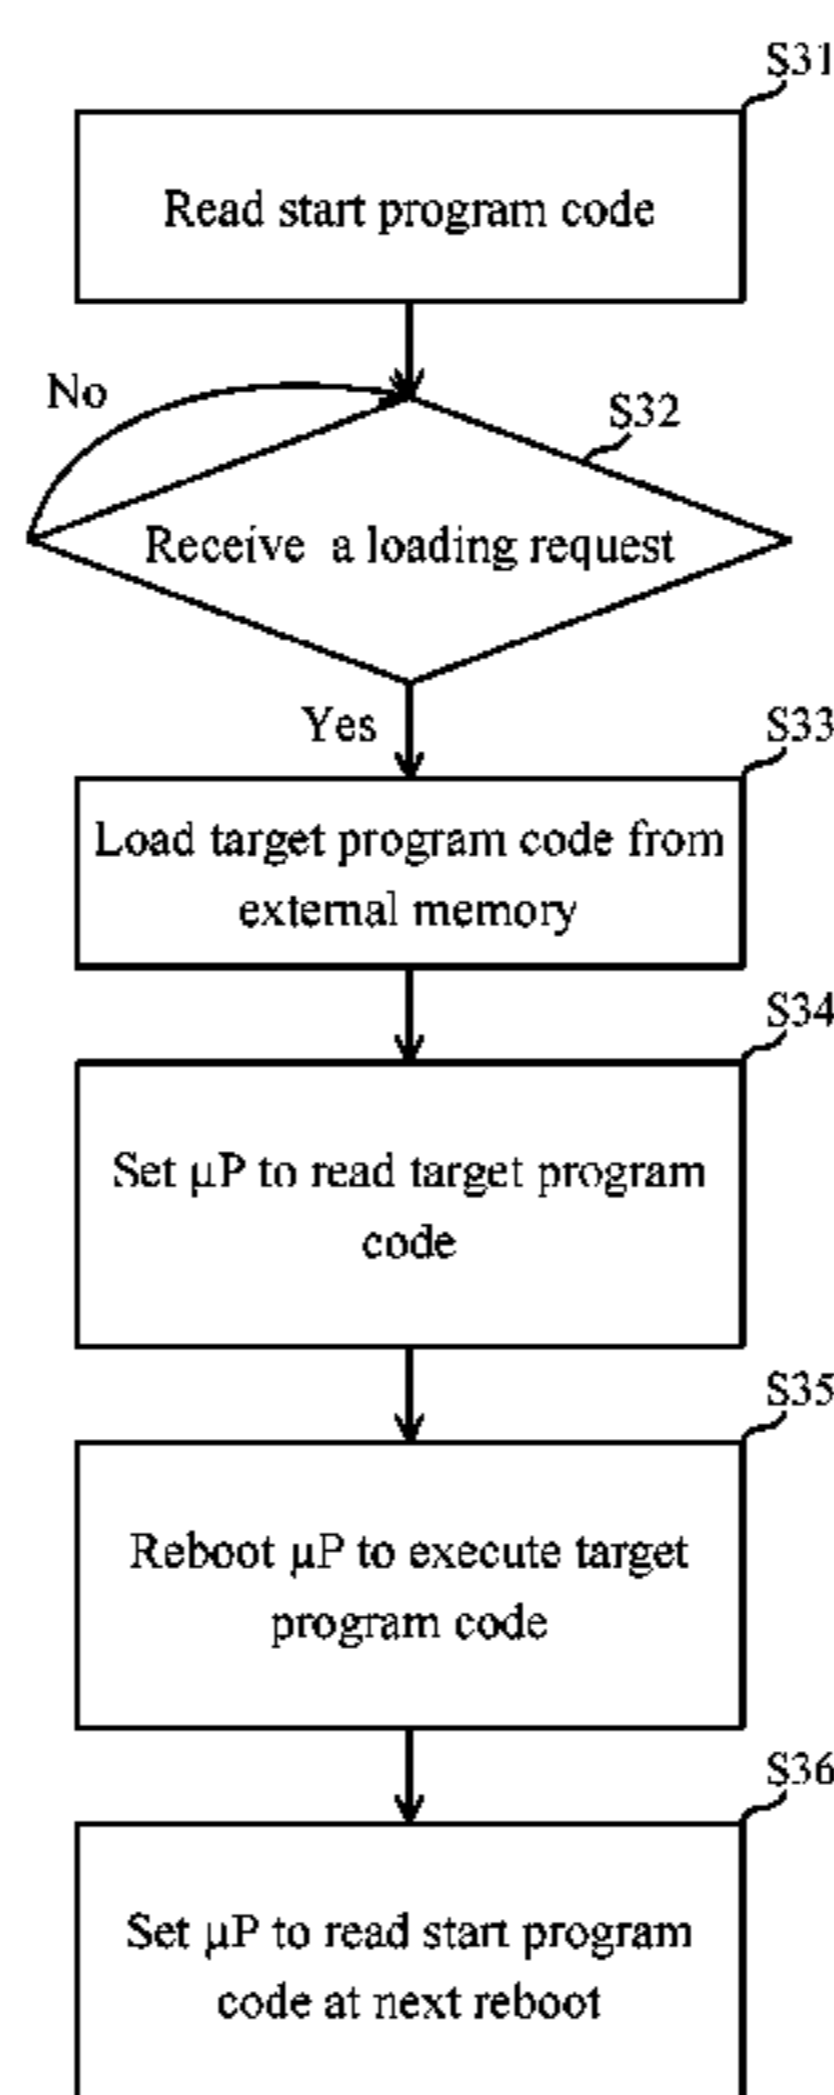 S31
Read start program code
No
S32
Receive a loading request
Yes
S33
Load target program code from
external memory
S34
Set µP to read target program
code
S35
Reboot µP to execute target
program code
S36
Set µP to read start program
code at next reboot